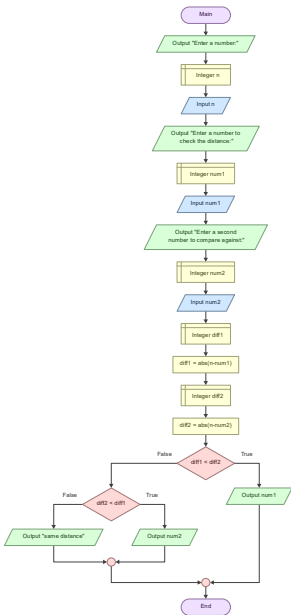 Main
Output "Enter a number:"
Integer n
Input n
Output "Enter a number to
check the distance:"
Integer num1
Input num1
Output "Enter a second
number to compare against:"
Integer num2
Input num2
Integer diff1
diff1 = abs(n-num1)
Integer diff2
diff2 = abs(n-num2)
False
True
diff1 < diff2
False
True
diff2 < diff1
Output num1
Output "same distance"
Output num2
End